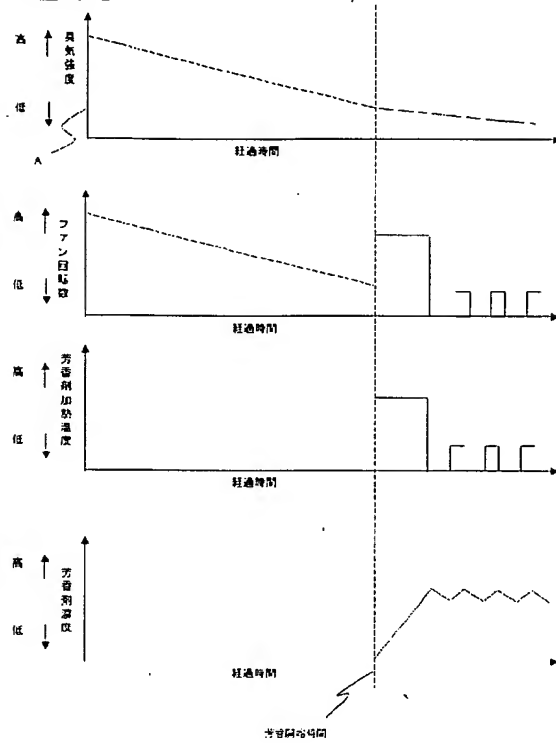 高
臭気強度
低
A
経過時間
高
ファン回転数
低
経過時間
高
芳香剤加熱温度
低
経過時間
高
芳香剤濃度
低
経過時間
芳香開始時間